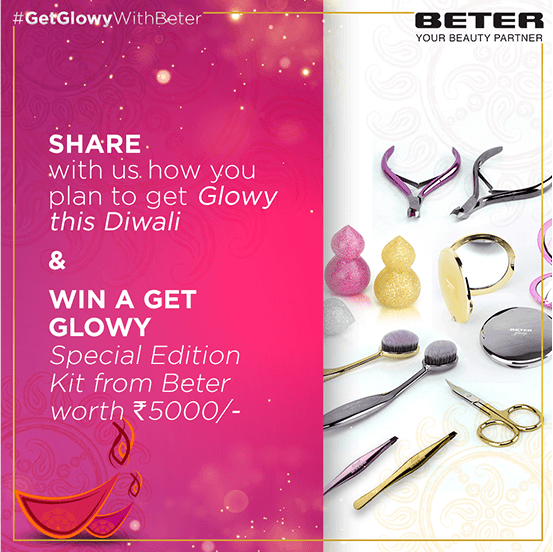 #GetGlowyWithBeter
BETER
YOUR BEAUTY PARTNER
SHARE
with us how you
plan to get Glowy
this Diwali
&
WIN A GET
GLOWY
Special Edition
Kit from Beter
worth ₹5000/-
BETER